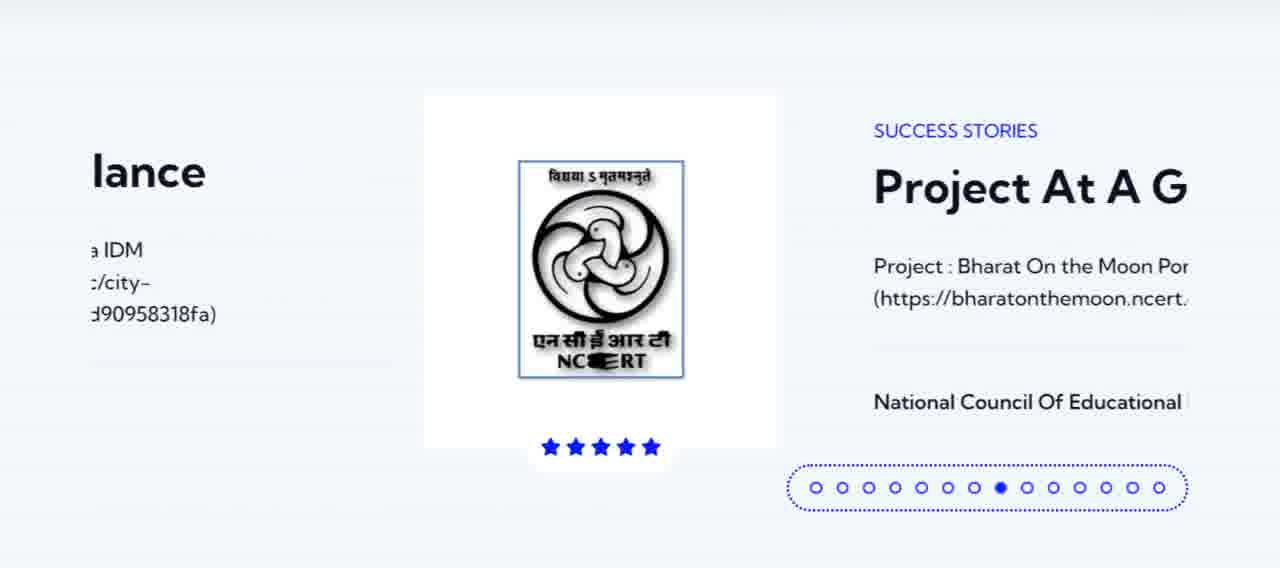 lance
a IDM
:/city-
d90958318fa)
विद्यया ऽ मृतमश्नुते
एन सी ई आर टी
SUCCESS STORIES
Project At A G
Project : Bharat On the Moon Por
(https://bharatonthemoon.ncert.
National Council Of Educational